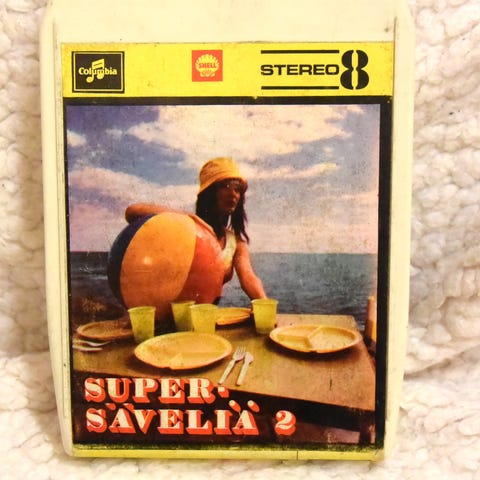 Columbia
SHELL
STEREO 8
SUPER-
SÄVELIÄ 2